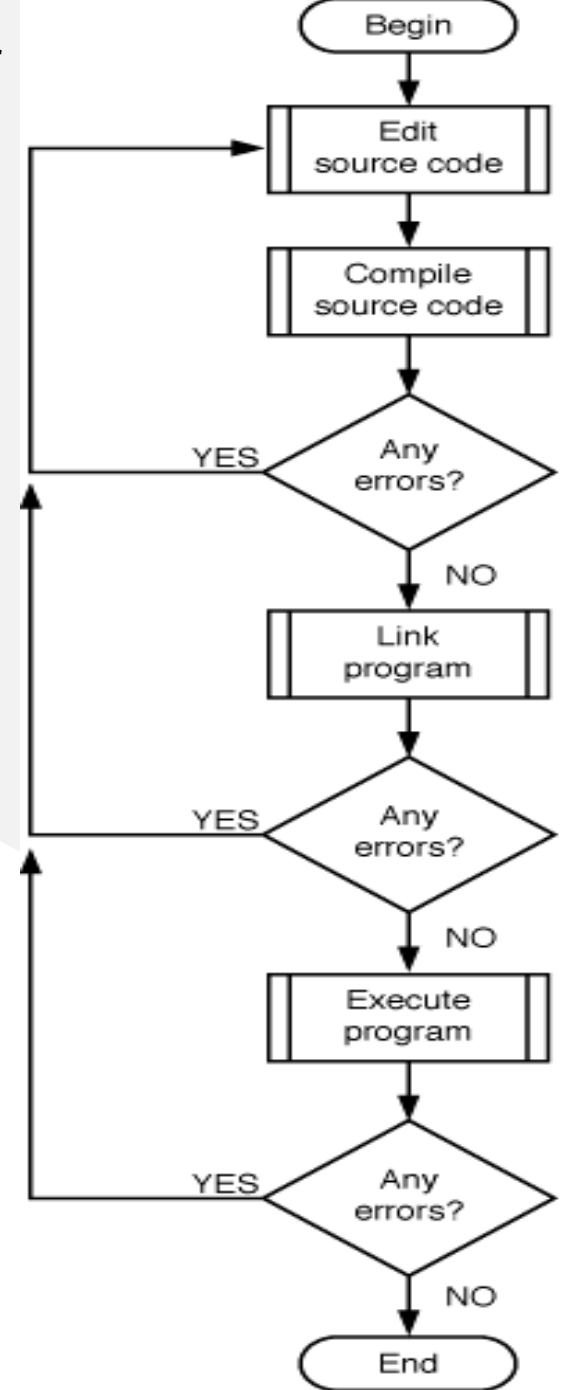 Begin
Edit
source code
Compile
source code
Any
errors?
YES
NO
Link
program
Any
errors?
YES
NO
Execute
program
Any
errors?
YES
NO
End